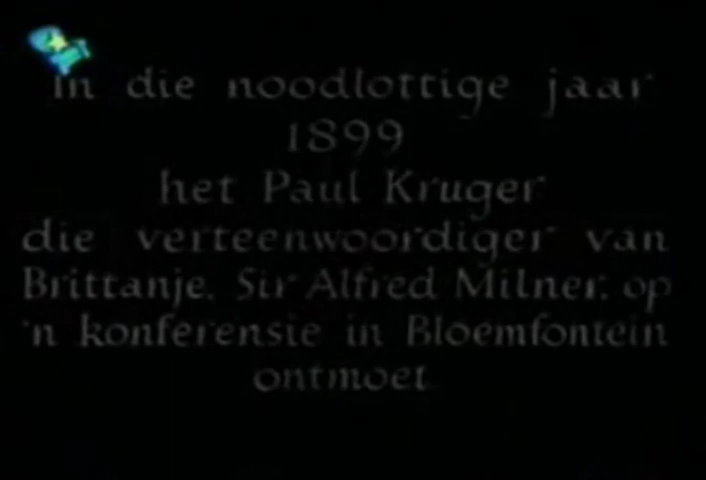 In die noodlottige jaar
1899
het Paul Kruger
die verteenwoordiger van
Brittanje, Sir Alfred Milner, op
'n konferensie in Bloemfontein
ontmoet.